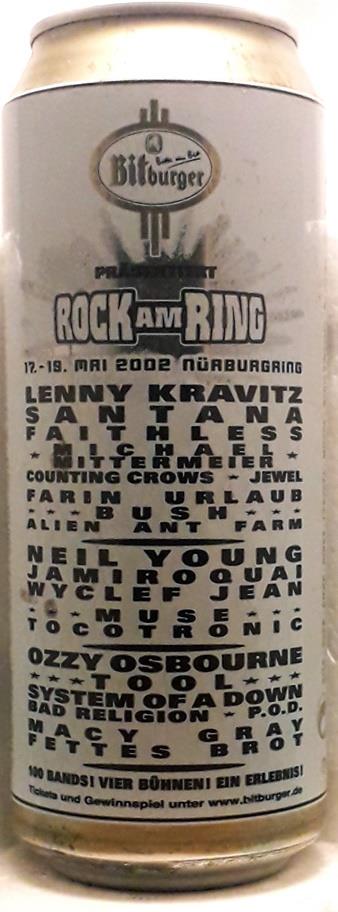 Bitburger
PRÄSENTIERT
ROCK AM RING
17.-19. MAI 2002 NÜRBURGRING
LENNY KRAVITZ
SANTANA
FAITHLESS
* MICHAEL *
MITTERMEIER
COUNTING CROWS * JEWEL
FARIN URLAUB
* * * BUSH * * *
ALIEN ANT FARM
NEIL YOUNG
JAMIROQUAI
WYCLEF JEAN
* * * MUSE * * *
TOCOTRONIC
OZZY OSBOURNE
* * * TOOL * * *
SYSTEM OF A DOWN
BAD RELIGION * P.O.D.
MACY GRAY
FETTES BROT
100 BANDS! VIER BÜHNEN! EIN ERLEBNIS!
Tickets und Gewinnspiel unter www.bitburger.de